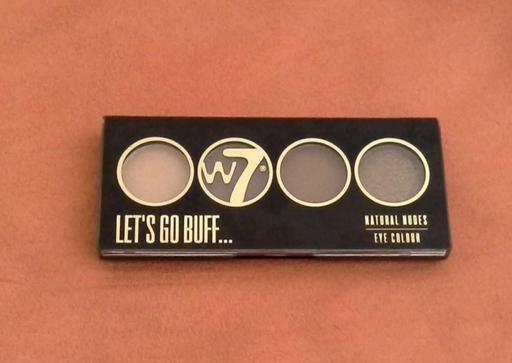 W7®
LET'S GO BUFF...
NATURAL NUDES
EYE COLOUR